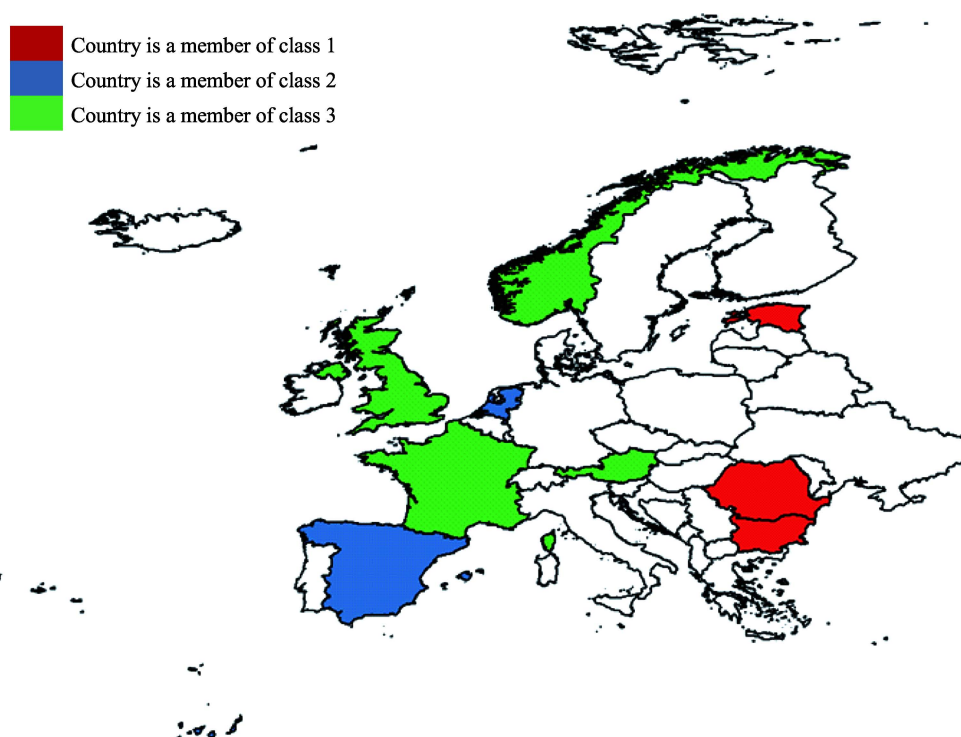 Country is a member of class 1
Country is a member of class 2
Country is a member of class 3